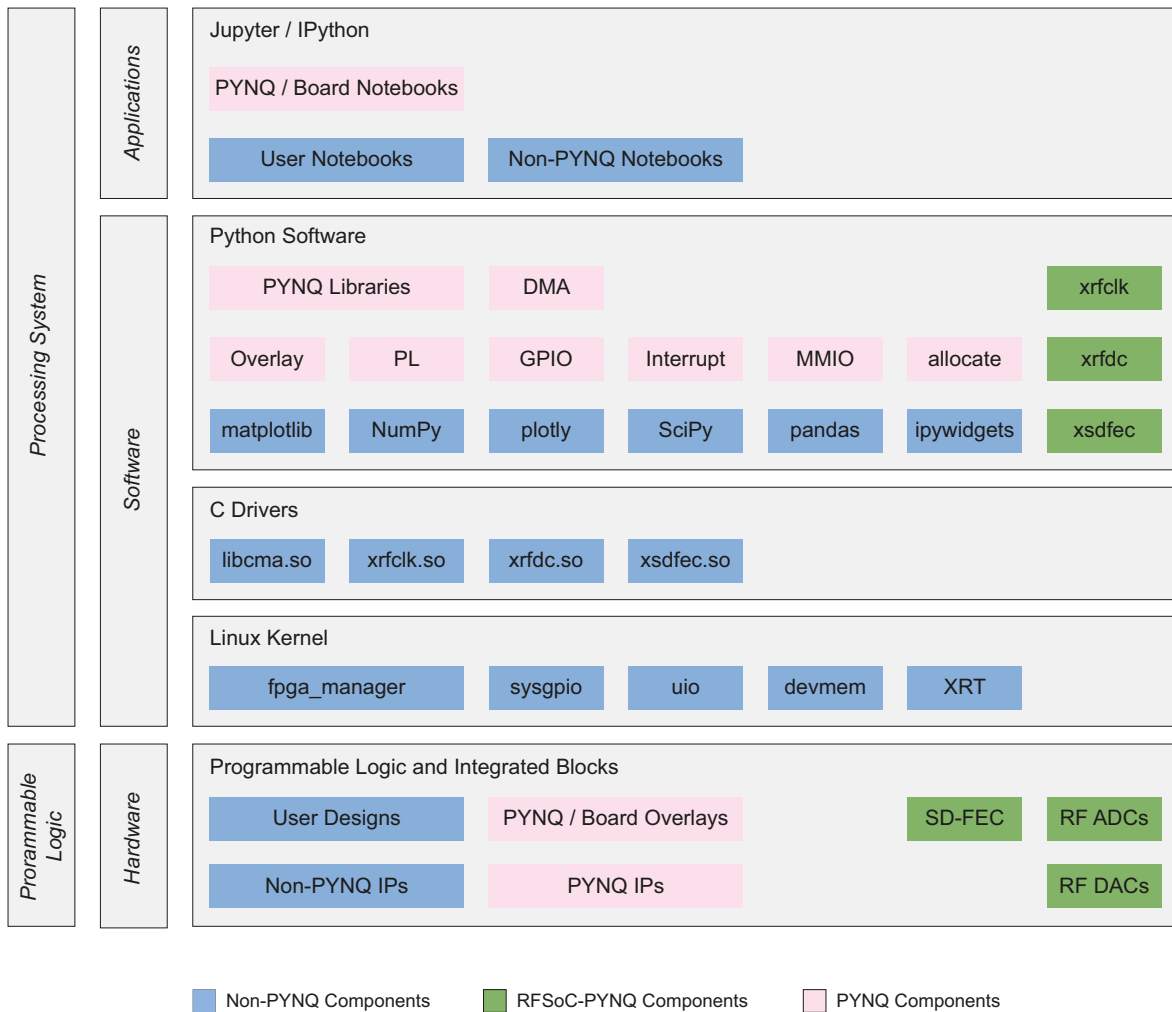 Processing System
Applications
Jupyter / IPython
PYNQ / Board Notebooks
User Notebooks Non-PYNQ Notebooks
Software
Python Software
PYNQ Libraries DMA xrfclk
Overlay PL GPIO Interrupt MMIO allocate xrfdc
matplotlib NumPy plotly SciPy pandas ipywidgets xsdfec
C Drivers
libcma.so xrfclk.so xrfdc.so xsdfec.so
Linux Kernel
fpga_manager sysgpio uio devmem XRT
Prorammable
Logic
Hardware
Programmable Logic and Integrated Blocks
User Designs PYNQ / Board Overlays SD-FEC RF ADCs
Non-PYNQ IPs PYNQ IPs RF DACs
Non-PYNQ Components RFSoC-PYNQ Components PYNQ Components